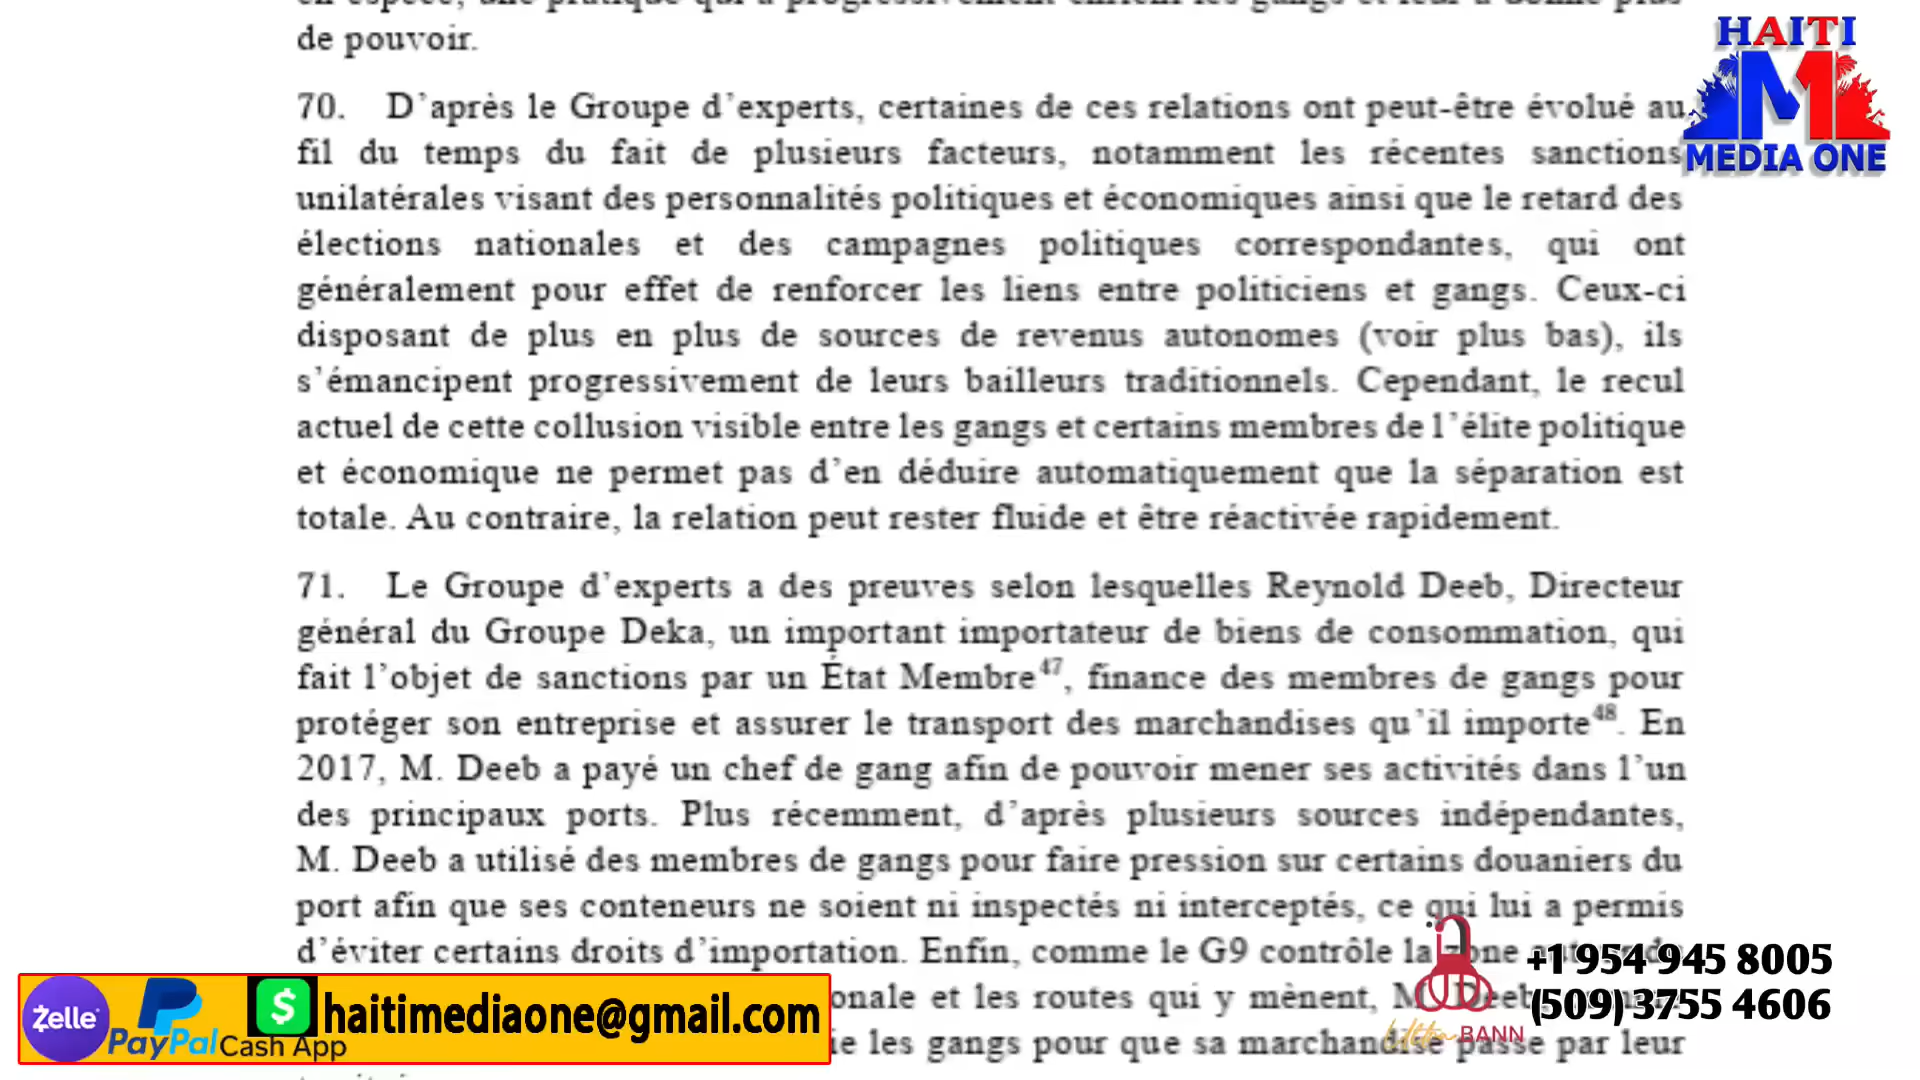 de pouvoir.
70. D’après le Groupe d’experts, certaines de ces relations ont peut-être évolué au
fil du temps du fait de plusieurs facteurs, notamment les récentes sanctions
unilatérales visant des personnalités politiques et économiques ainsi que le retard des
élections nationales et des campagnes politiques correspondantes, qui ont
généralement pour effet de renforcer les liens entre politiciens et gangs. Ceux-ci
disposant de plus en plus de sources de revenus autonomes (voir plus bas), ils
s’émancipent progressivement de leurs bailleurs traditionnels. Cependant, le recul
actuel de cette collusion visible entre les gangs et certains membres de l’élite politique
et économique ne permet pas d’en déduire automatiquement que la séparation est
totale. Au contraire, la relation peut rester fluide et être réactivée rapidement.
71. Le Groupe d’experts a des preuves selon lesquelles Reynold Deeb, Directeur
général du Groupe Deka, un important importateur de biens de consommation, qui
fait l’objet de sanctions par un État Membre47, finance des membres de gangs pour
protéger son entreprise et assurer le transport des marchandises qu’il importe48. En
2017, M. Deeb a payé un chef de gang afin de pouvoir mener ses activités dans l’un
des principaux ports. Plus récemment, d’après plusieurs sources indépendantes,
M. Deeb a utilisé des membres de gangs pour faire pression sur certains douaniers du
port afin que ses conteneurs ne soient ni inspectés ni interceptés, ce qui lui a permis
d’éviter certains droits d’importation. Enfin, comme le G9 contrôle la zone
et les routes qui y mènent, M. Deeb
les gangs pour que sa marchandise passe par leur
HAITI
M1
MEDIA ONE
Zelle
PayPal
$
Cash App
haitimediaone@gmail.com
Ultra BANN
+1 954 945 8005
(509) 3755 4606